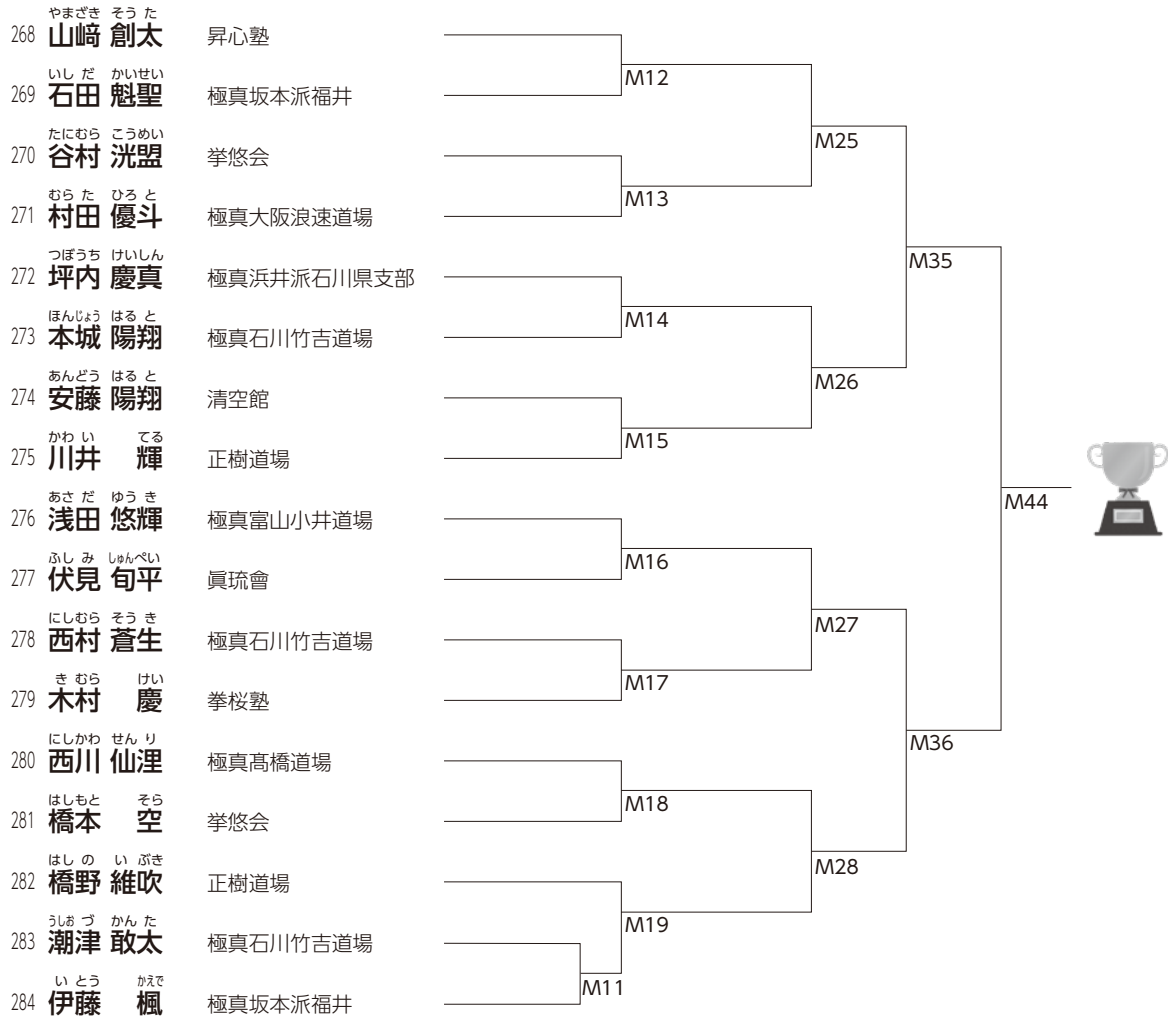 やまざき そう た
268 山﨑 創太 昇心塾
M12
いし だ かいせい
269 石田 魁聖 極真坂本派福井
M25
たにむら こうめい
270 谷村 洸盟 挙悠会
M13
むら た ひろ と
271 村田 優斗 極真大阪浪速道場
M35
つぼうち けいしん
272 坪内 慶真 極真浜井派石川県支部
M14
ほんじょう はる と
273 本城 陽翔 極真石川竹吉道場
M26
あんどう はる と
274 安藤 陽翔 清空館
M15
かわ い てる
275 川井 輝 正樹道場
M44
あさ だ ゆう き
276 浅田 悠輝 極真富山小井道場
M16
ふし み しゅんぺい
277 伏見 旬平 眞琉會
M27
にしむら そう き
278 西村 蒼生 極真石川竹吉道場
M17
き むら けい
279 木村 慶 拳桜塾
M36
にしかわ せん り
280 西川 仙浬 極真髙橋道場
M18
はしもと そら
281 橋本 空 挙悠会
M28
はし の い ぶき
282 橋野 維吹 正樹道場
M19
うしお づ かん た
283 潮津 敢太 極真石川竹吉道場
M11
い とう かえで
284 伊藤 楓 極真坂本派福井